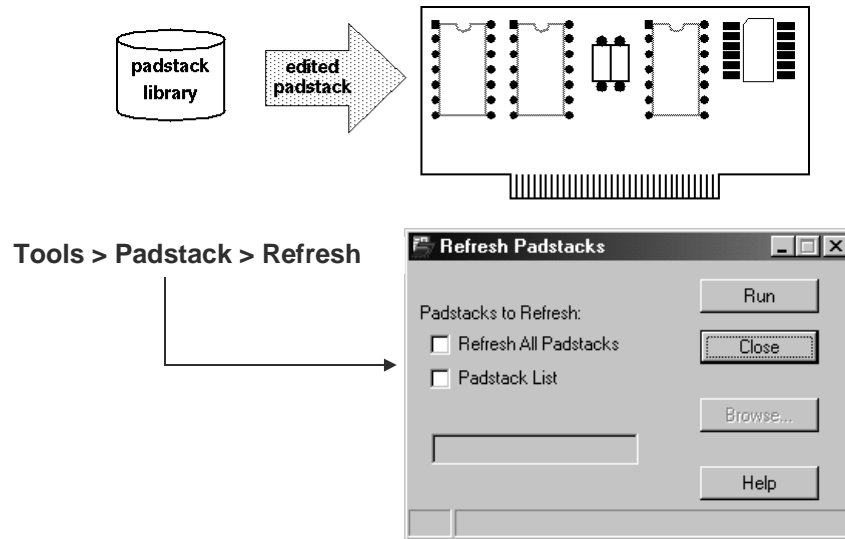 padstack
library
edited
padstack
Tools > Padstack > Refresh
Refresh Padstacks
Run
Padstacks to Refresh:
Refresh All Padstacks
Close
Padstack List
Browse...
Help